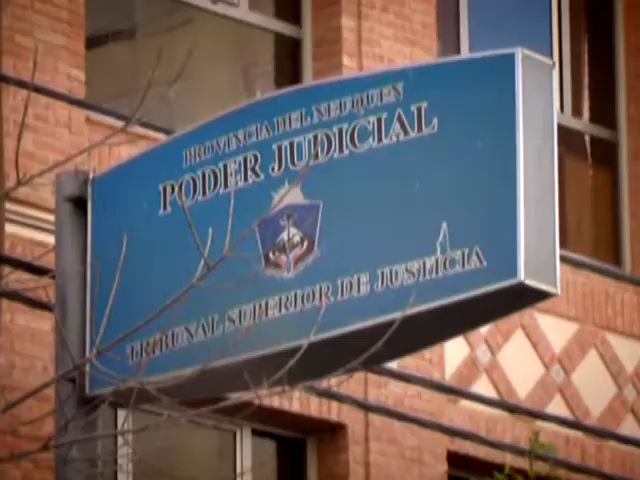 PROVINCIA DEL NEUQUEN
PODER JUDICIAL
TRIBUNAL SUPERIOR DE JUSTICIA